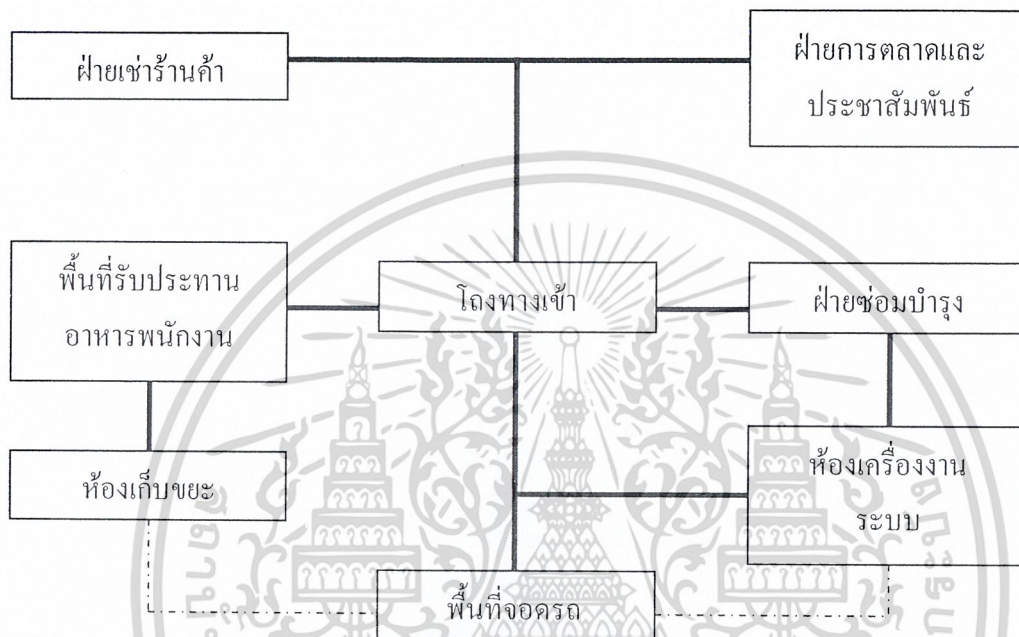 ฝ่ายเช่าร้านค้า
ฝ่ายการตลาดและ
ประชาสัมพันธ์
พื้นที่รับประทาน
อาหารพนักงาน
โถงทางเข้า
ฝ่ายซ่อมบำรุง
ห้องเก็บขยะ
ห้องเครื่องงาน
ระบบ
พื้นที่จอดรถ